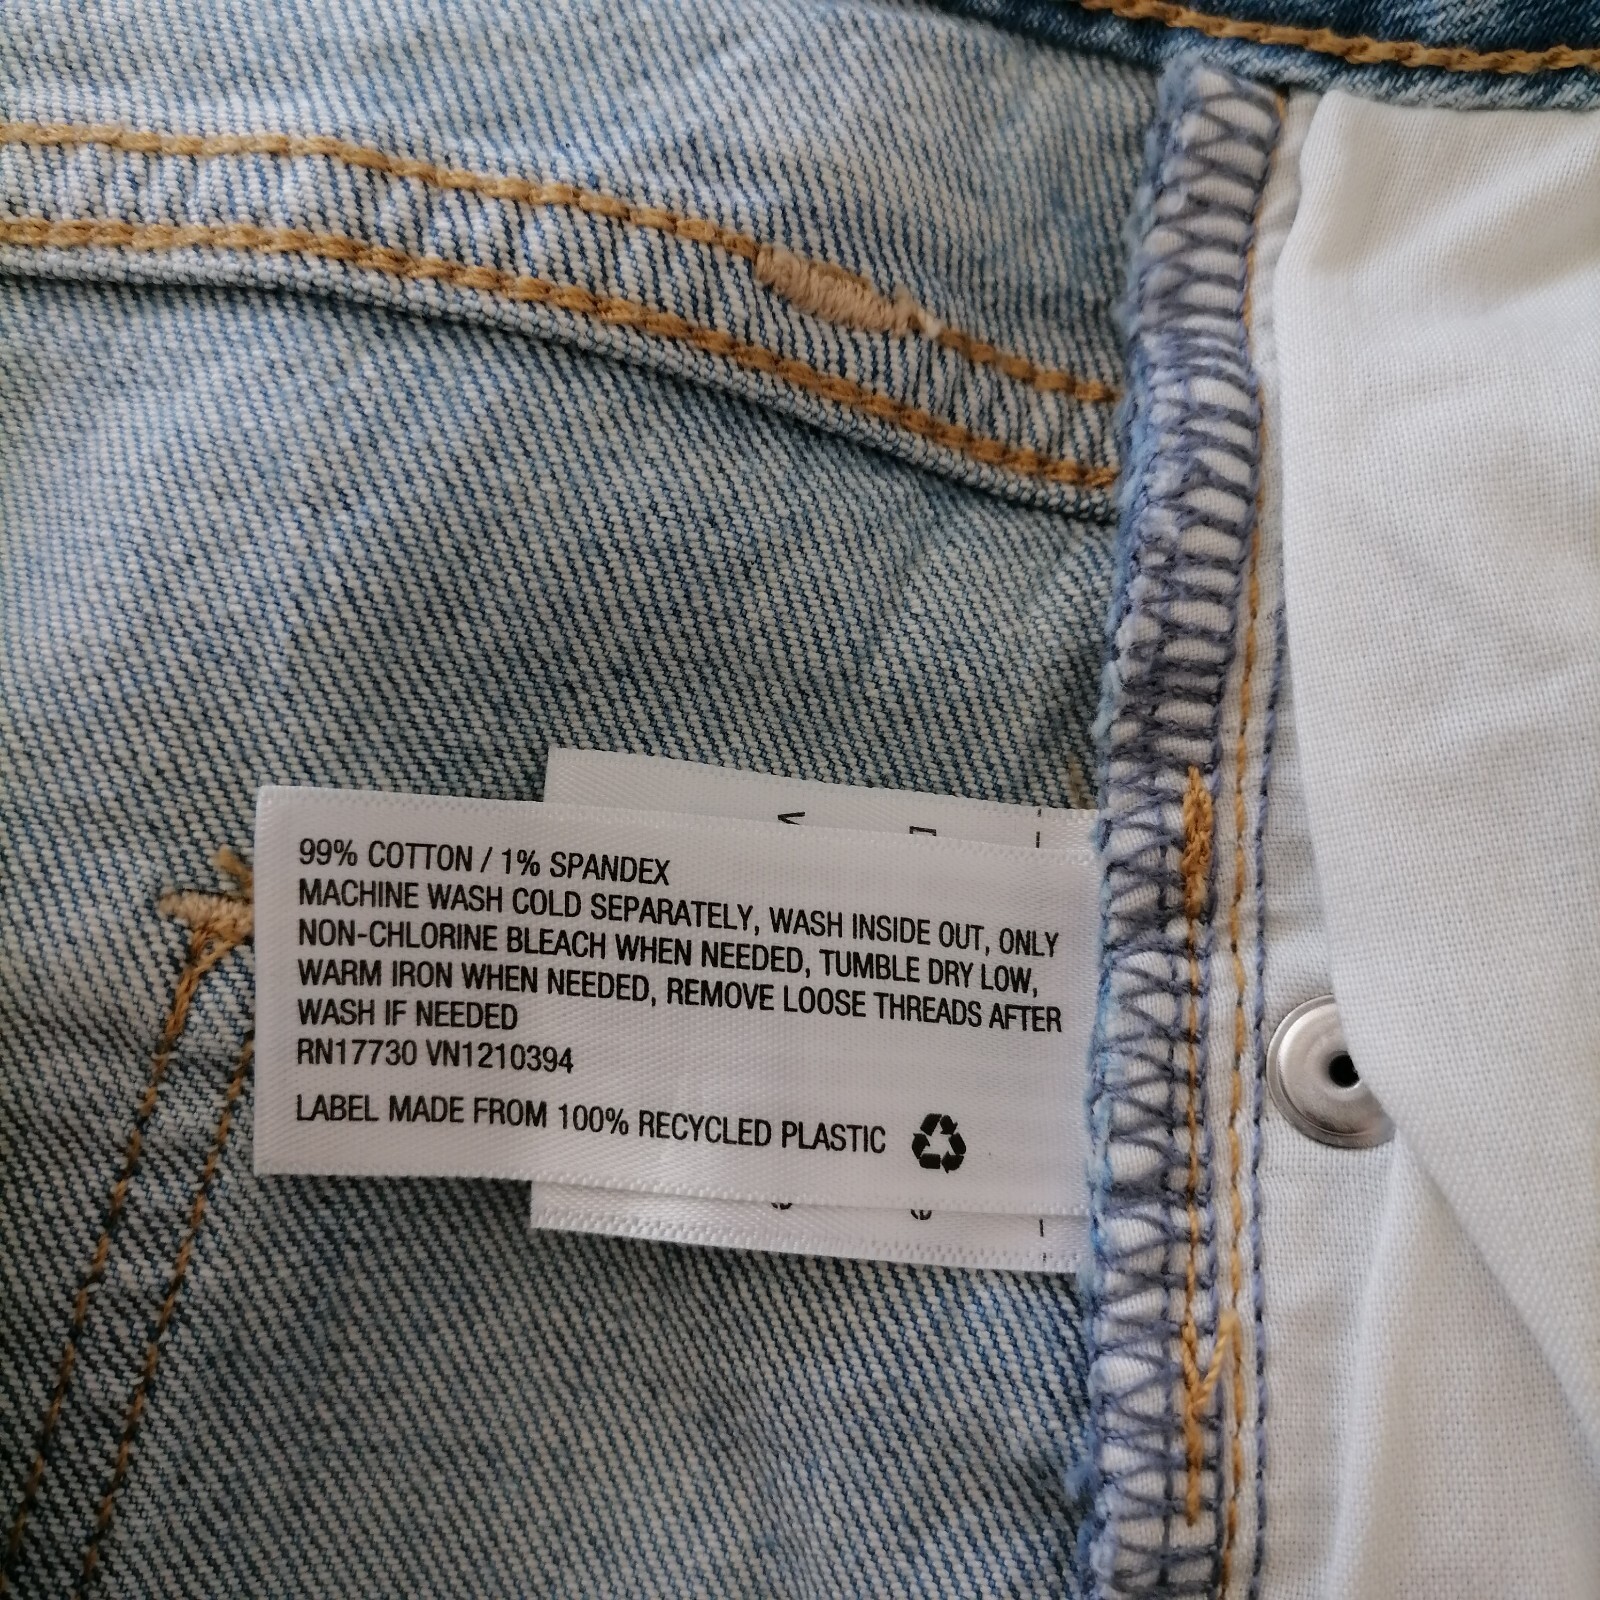 99% COTTON / 1% SPANDEX
MACHINE WASH COLD SEPARATELY, WASH INSIDE OUT, ONLY
NON-CHLORINE BLEACH WHEN NEEDED, TUMBLE DRY LOW,
WARM IRON WHEN NEEDED, REMOVE LOOSE THREADS AFTER
WASH IF NEEDED
RN17730 VN1210394
LABEL MADE FROM 100% RECYCLED PLASTIC